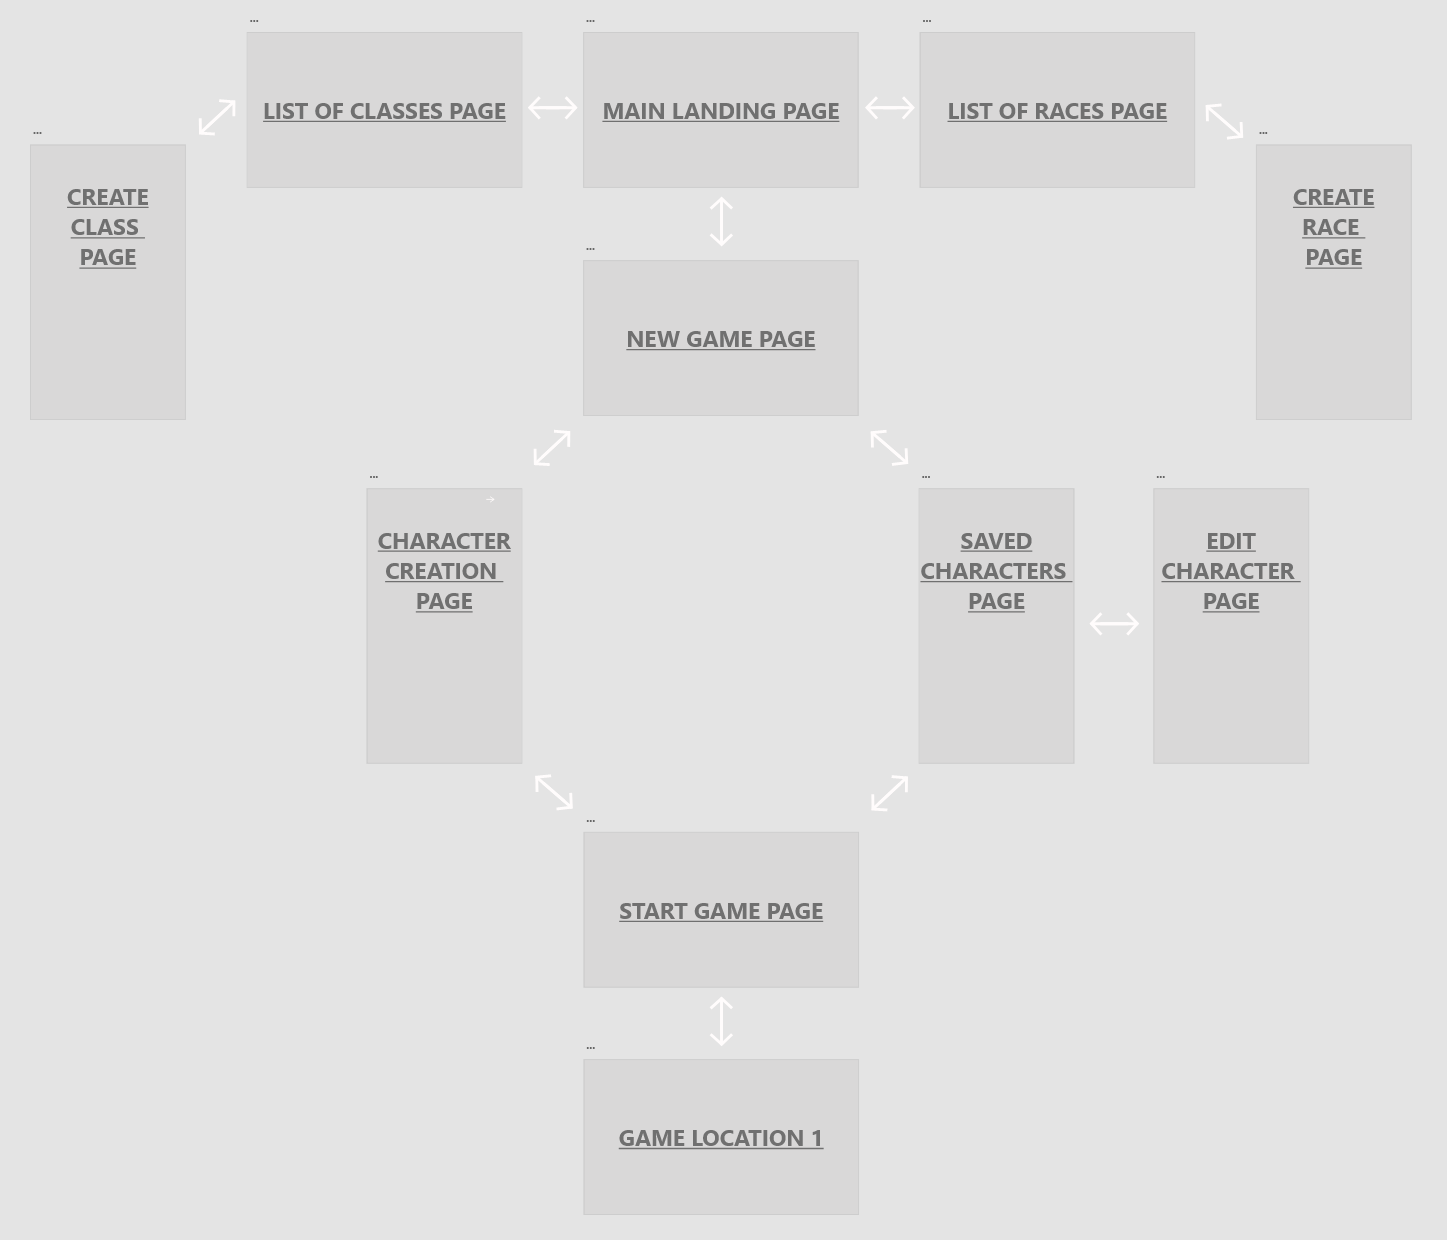 ...
...
...
LIST OF CLASSES PAGE
MAIN LANDING PAGE
LIST OF RACES PAGE
...
CREATE
CLASS
PAGE
...
CREATE
RACE
PAGE
...
NEW GAME PAGE
...
CHARACTER
CREATION
PAGE
...
SAVED
CHARACTERS
PAGE
...
EDIT
CHARACTER
PAGE
...
START GAME PAGE
...
GAME LOCATION 1